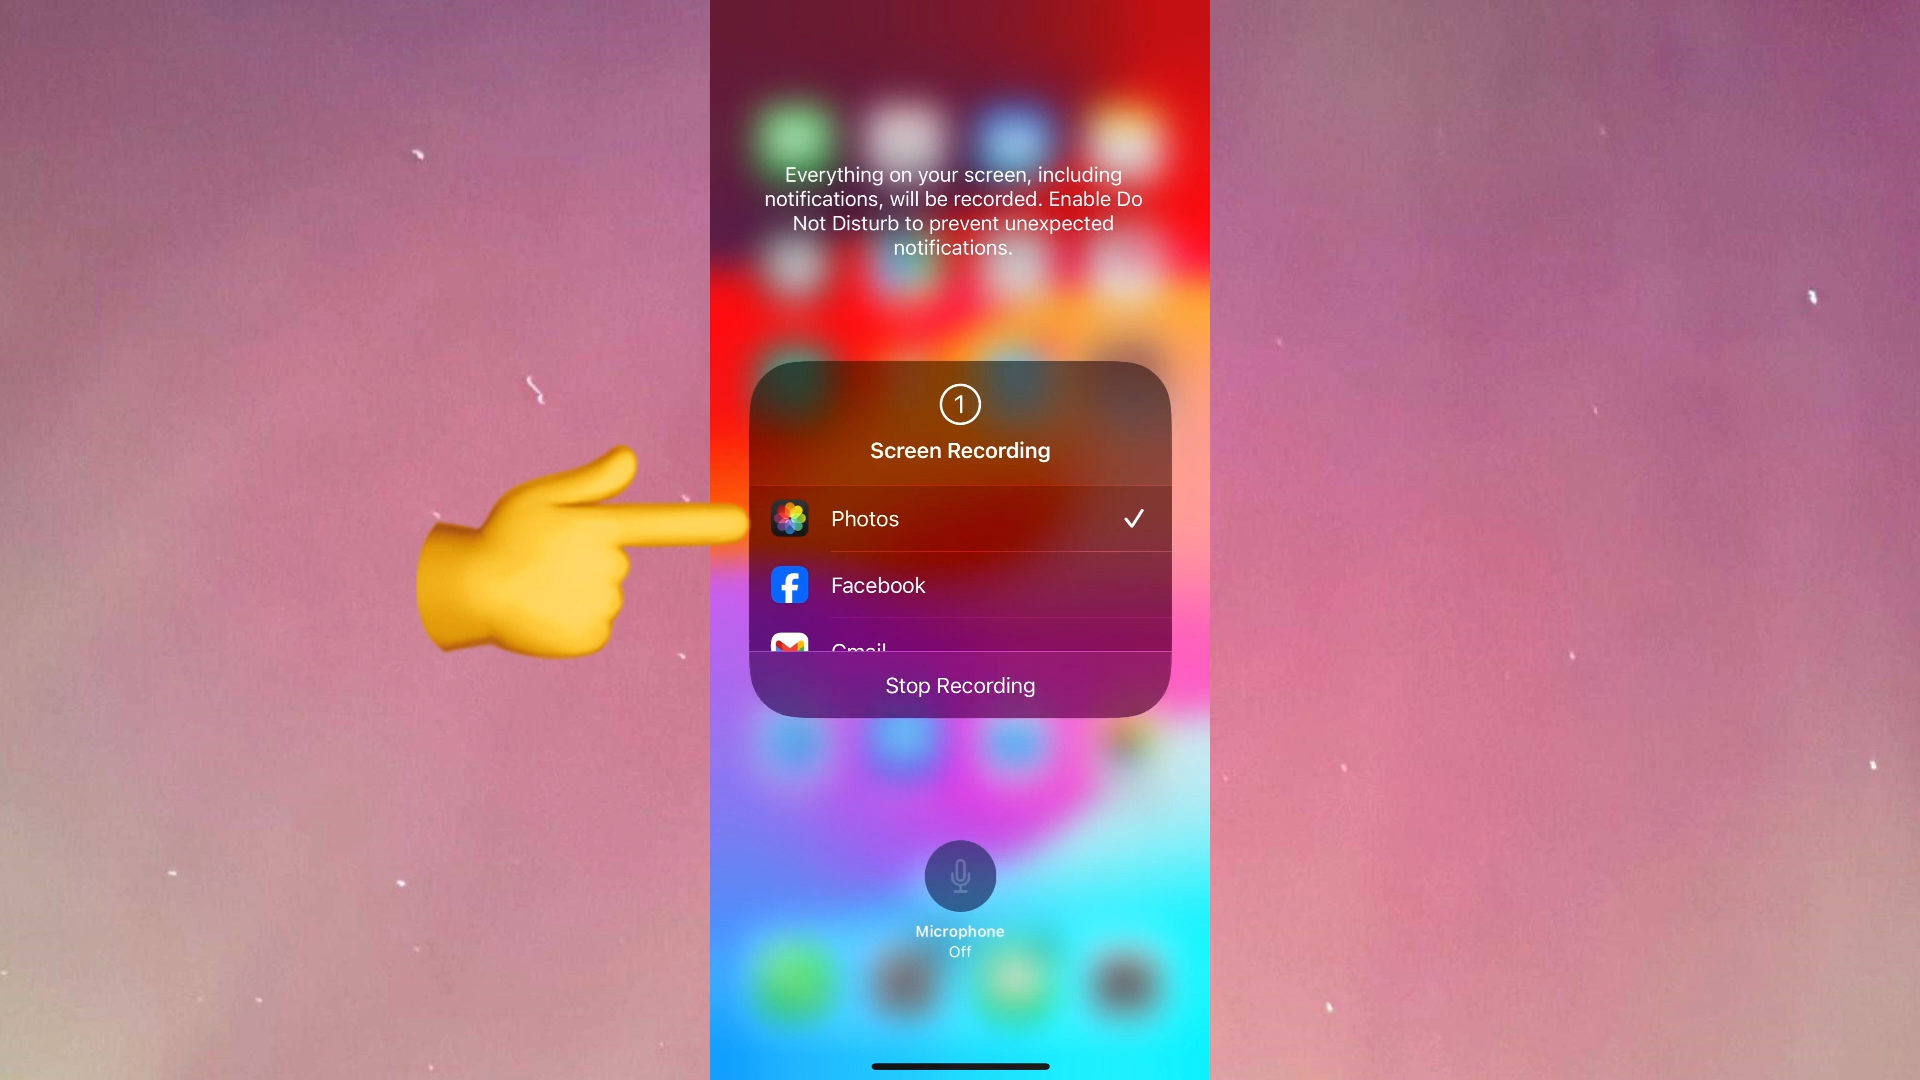 Everything on your screen, including
notifications, will be recorded. Enable Do
Not Disturb to prevent unexpected
notifications.
1
Screen Recording
Photos
Facebook
Gmail
Stop Recording
Microphone
Off